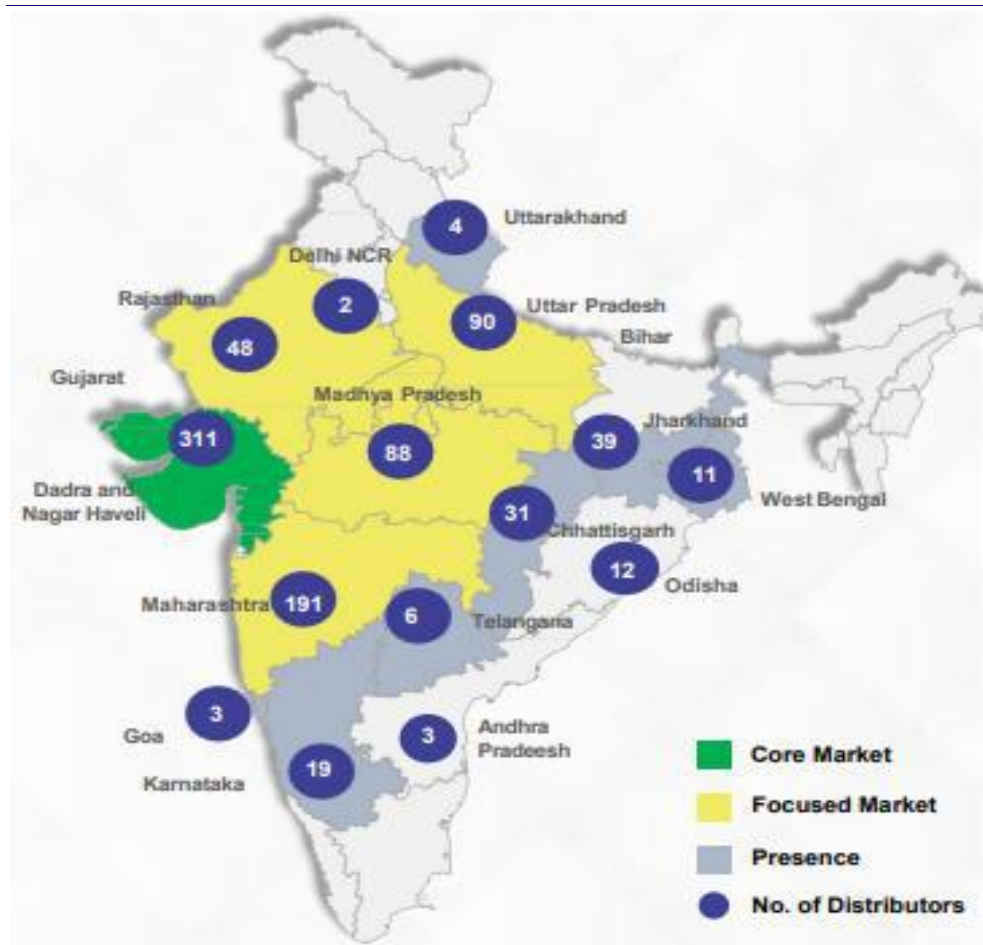 4
Uttarakhand
Delhi NCR
2
Rajasthan
48
90
Uttar Pradesh
Bihar
Gujarat
311
Madhya Pradesh
88
39
Jharkhand
11
West Bengal
Dadra and
Nagar Haveli
31
Chhattisgarh
12
Odisha
Maharashtra
191
6
Telangana
3
Goa
Karnataka
19
3
Andhra
Pradeesh
Core Market
Focused Market
Presence
No. of Distributors